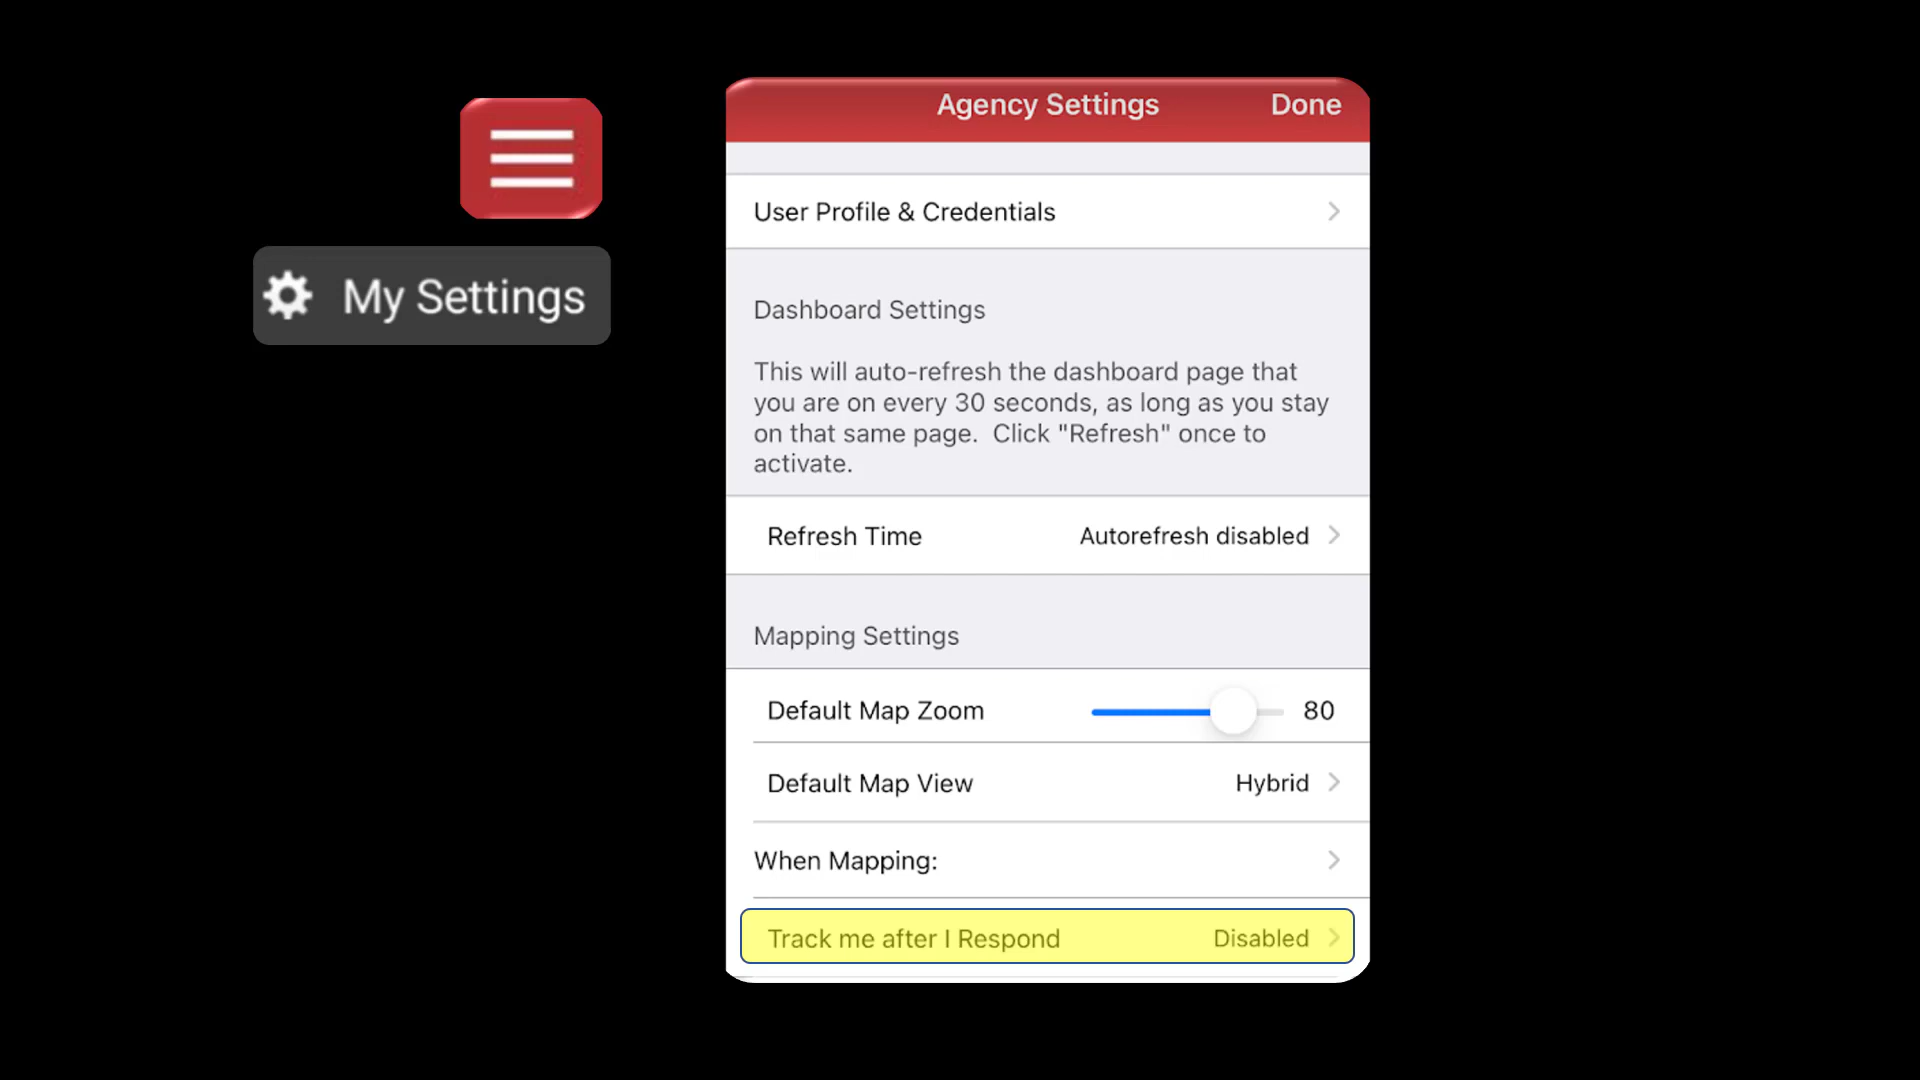 My Settings
Agency Settings
Done
User Profile & Credentials
Dashboard Settings
This will auto-refresh the dashboard page that
you are on every 30 seconds, as long as you stay
on that same page.  Click "Refresh" once to
activate.
Refresh Time
Autorefresh disabled
Mapping Settings
Default Map Zoom
80
Default Map View
Hybrid
When Mapping:
Track me after I Respond
Disabled